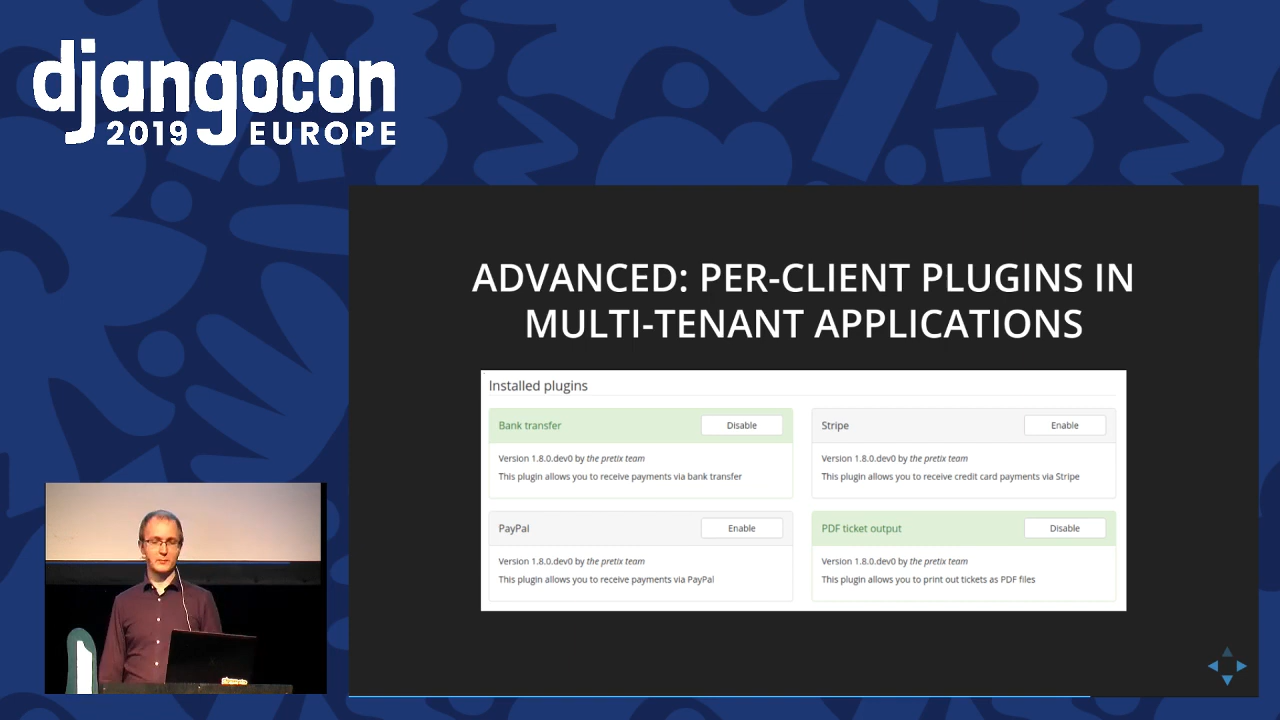 djangocon
2019 EUROPE
ADVANCED: PER-CLIENT PLUGINS IN
MULTI-TENANT APPLICATIONS
Installed plugins
Bank transfer
Disable
Version 1.8.0.dev0 by the pretix team
This plugin allows you to receive payments via bank transfer
Stripe
Enable
Version 1.8.0.dev0 by the pretix team
This plugin allows you to receive credit card payments via Stripe
PayPal
Enable
Version 1.8.0.dev0 by the pretix team
This plugin allows you to receive payments via PayPal
PDF ticket output
Disable
Version 1.8.0.dev0 by the pretix team
This plugin allows you to print out tickets as PDF files